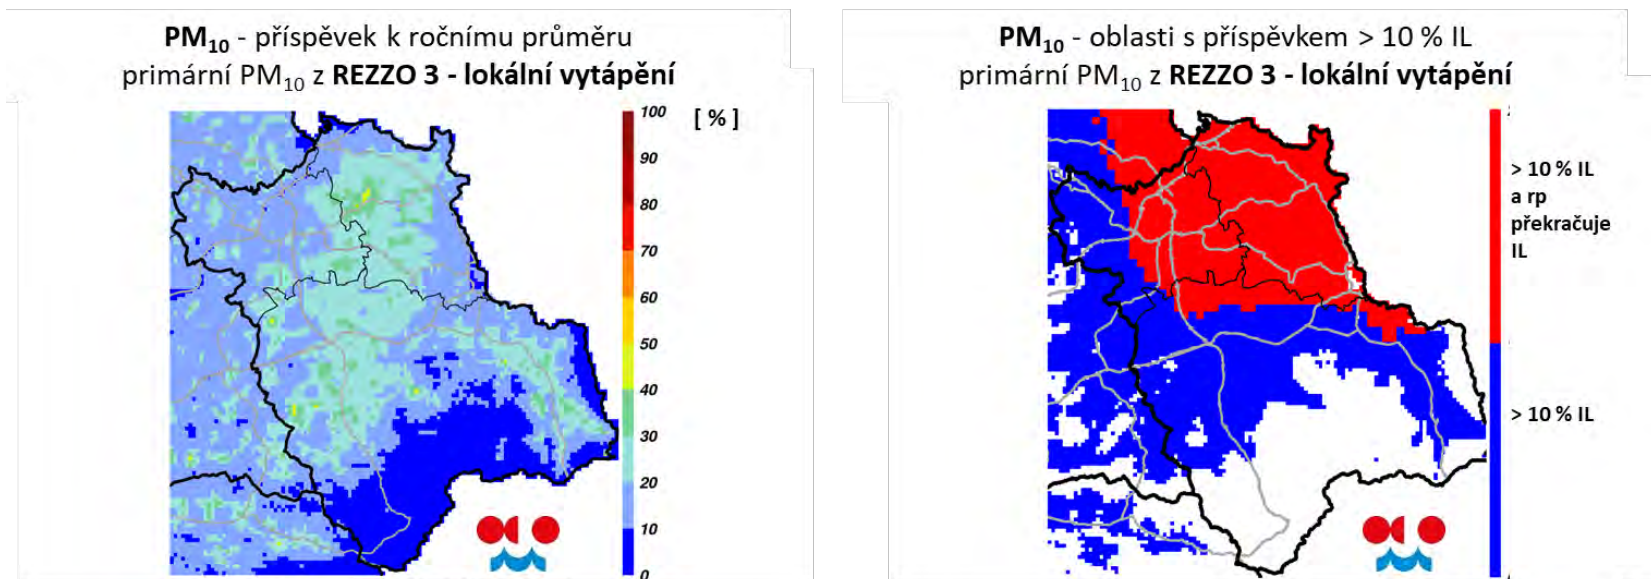 PM₁₀ - příspěvek k ročnímu průměru
primární PM₁₀ z REZZO 3 - lokální vytápění
[ % ]
100
90
80
70
60
50
40
30
20
10
0
PM₁₀ - oblasti s příspěvkem > 10 % IL
primární PM₁₀ z REZZO 3 - lokální vytápění
> 10 % IL
a rp
překračuje
IL
> 10 % IL